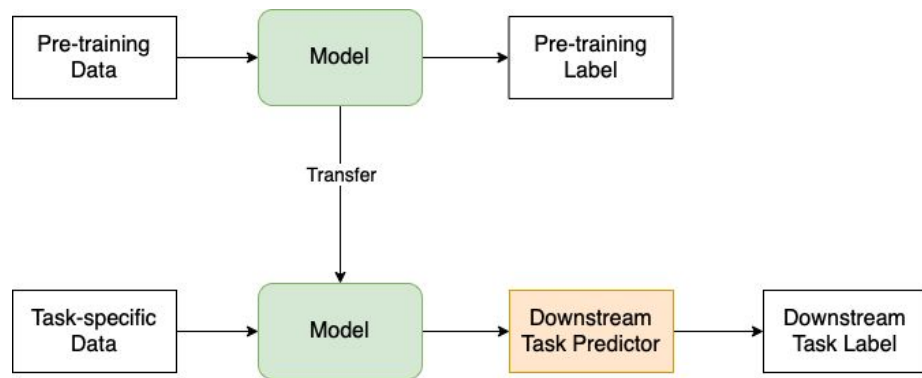 Pre-training
Data
Model
Pre-training
Label
Transfer
Task-specific
Data
Model
Downstream
Task Predictor
Downstream
Task Label